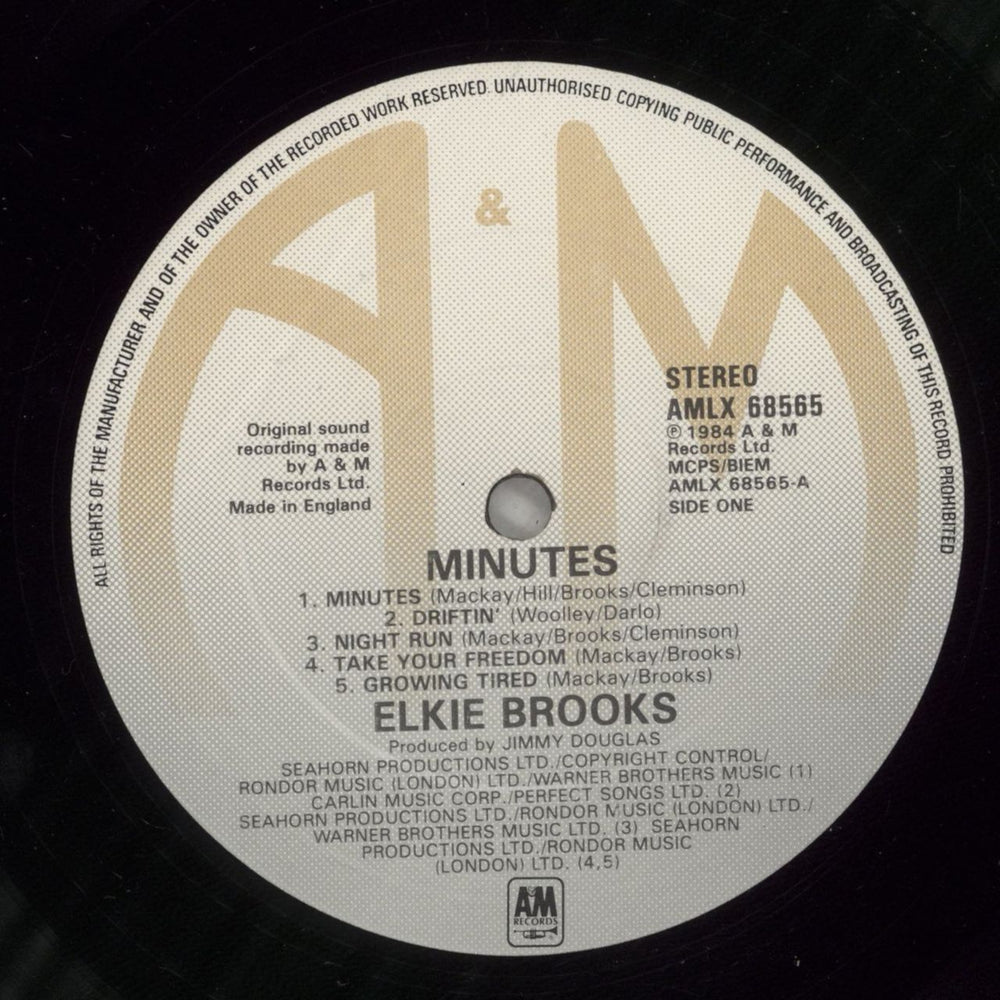 ALL RIGHTS OF THE MANUFACTURER AND OF THE OWNER OF THE RECORDED WORK RESERVED. UNAUTHORISED COPYING PUBLIC PERFORMANCE AND BROADCASTING OF THIS RECORD PROHIBITED
A & M
Original sound
recording made
by A & M
Records Ltd.
Made in England
STEREO
AMLX 68565
℗ 1984 A & M
Records Ltd.
MCPS/BIEM
AMLX 68565-A
SIDE ONE
MINUTES
1. MINUTES (Mackay/Hill/Brooks/Cleminson)
2. DRIFTIN' (Woolley/Darlo)
3. NIGHT RUN (Mackay/Brooks/Cleminson)
4. TAKE YOUR FREEDOM (Mackay/Brooks)
5. GROWING TIRED (Mackay/Brooks)
ELKIE BROOKS
Produced by JIMMY DOUGLAS
SEAHORN PRODUCTIONS LTD./COPYRIGHT CONTROL/
RONDOR MUSIC (LONDON) LTD./WARNER BROTHERS MUSIC (1)
CARLIN MUSIC CORP./PERFECT SONGS LTD. (2)
SEAHORN PRODUCTIONS LTD./RONDOR MUSIC (LONDON) LTD./
WARNER BROTHERS MUSIC LTD. (3) SEAHORN
PRODUCTIONS LTD./RONDOR MUSIC
(LONDON) LTD. (4,5)
A&M
RECORDS